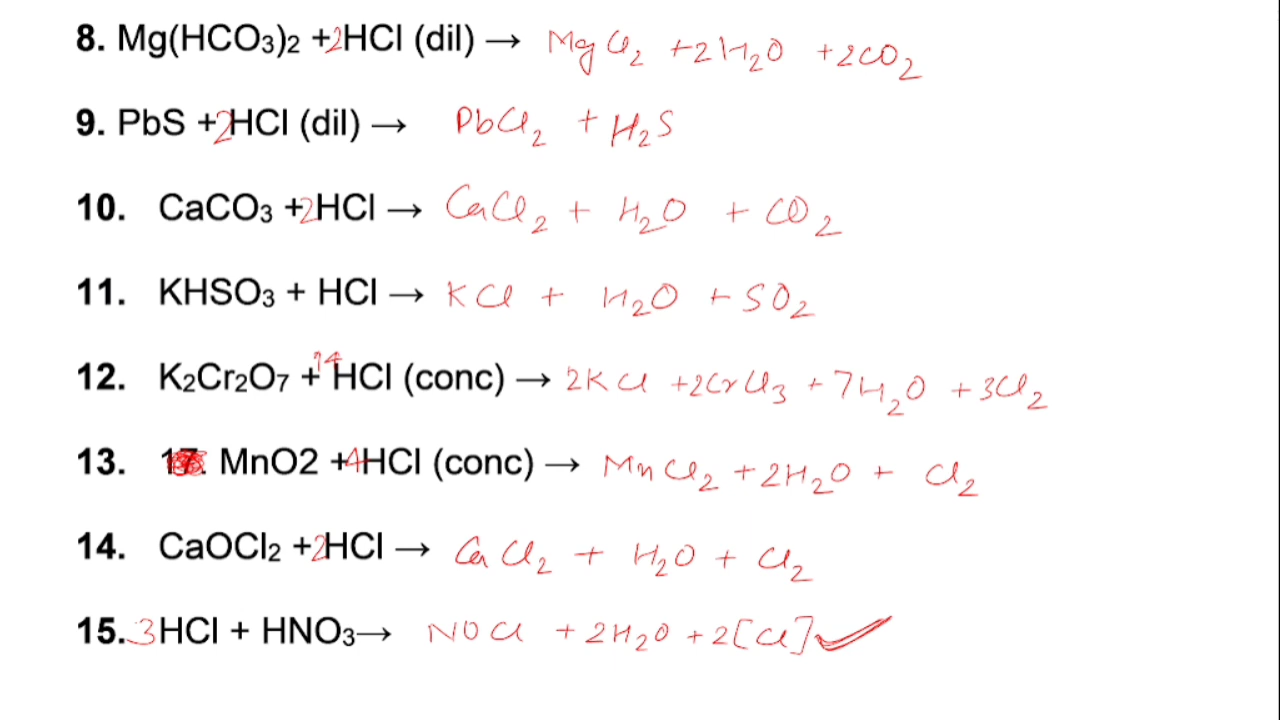 8. Mg(HCO₃)₂ +2HCl (dil) → MgCl₂ +2H₂O +2CO₂
9. PbS +2HCl (dil) → PbCl₂ + H₂S
10. CaCO₃ +2HCl → CaCl₂ + H₂O + CO₂
11. KHSO₃ + HCl → KCl + H₂O + SO₂
12. K₂Cr₂O₇ + 14HCl (conc) → 2KCl +2CrCl₃ + 7H₂O + 3Cl₂
13. MnO2 +4HCl (conc) → MnCl₂ +2H₂O + Cl₂
14. CaOCl₂ +2HCl → CaCl₂ + H₂O + Cl₂
15. 3HCl + HNO₃→ NOCl +2H₂O +2[Cl]